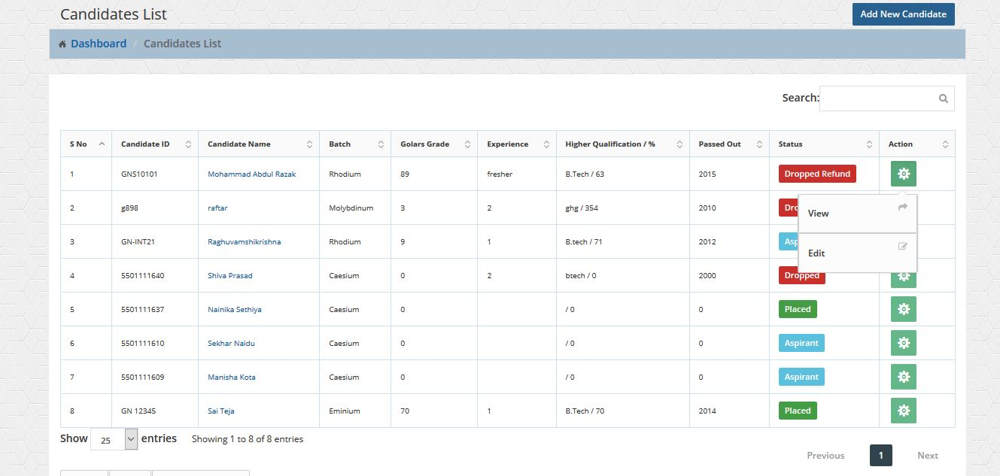 Candidates List
Add New Candidate
Dashboard / Candidates List
Search:
S No Candidate ID Candidate Name Batch Golars Grade Experience Higher Qualification / % Passed Out Status Action
1 GNS10101 Mohammad Abdul Razak Rhodium 89 fresher B.Tech / 63 2015 Dropped Refund
2 g898 raftar Molybdinum 3 2 ghg / 354 2010
View
3 GN-INT21 Raghuvamshikrishna Rhodium 9 1 B.tech / 71 2012
Edit
4 5501111640 Shiva Prasad Caesium 0 2 btech / 0 2000 Dropped
5 5501111637 Nainika Sethiya Caesium 0 / 0 0 Placed
6 5501111610 Sekhar Naidu Caesium 0 / 0 0 Aspirant
7 5501111609 Manisha Kota Caesium 0 / 0 0 Aspirant
8 GN 12345 Sai Teja Eminium 70 1 B.Tech / 70 2014 Placed
Show 25 entries Showing 1 to 8 of 8 entries
Previous 1 Next